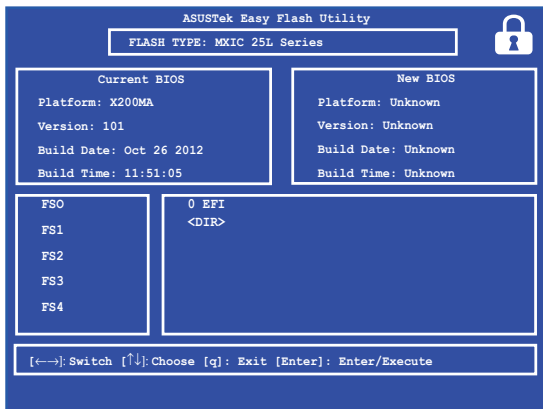 ASUSTek Easy Flash Utility
FLASH TYPE: MXIC 25L Series
Current BIOS
Platform: X200MA
Version: 101
Build Date: Oct 26 2012
Build Time: 11:51:05
New BIOS
Platform: Unknown
Version: Unknown
Build Date: Unknown
Build Time: Unknown
FSO
FS1
FS2
FS3
FS4
0 EFI
<DIR>
[←→]: Switch [↑↓]: Choose [q]: Exit [Enter]: Enter/Execute